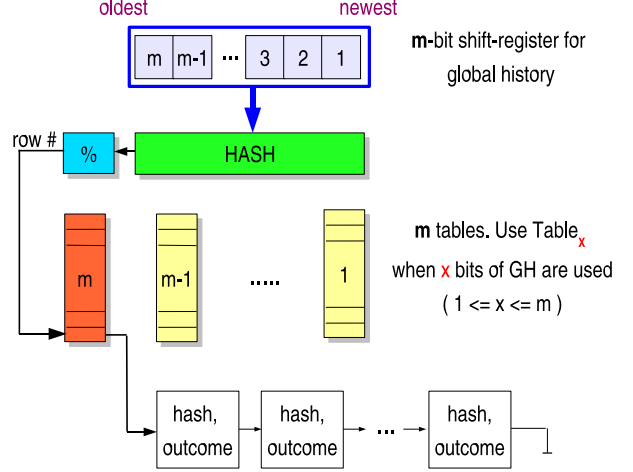 oldest
newest
m
m-1
...
3
2
1
m-bit shift-register for
global history
row #
%
HASH
m
m-1
.....
1
m tables. Use Tablex
when x bits of GH are used
( 1 <= x <= m )
hash,
outcome
hash,
outcome
...
hash,
outcome